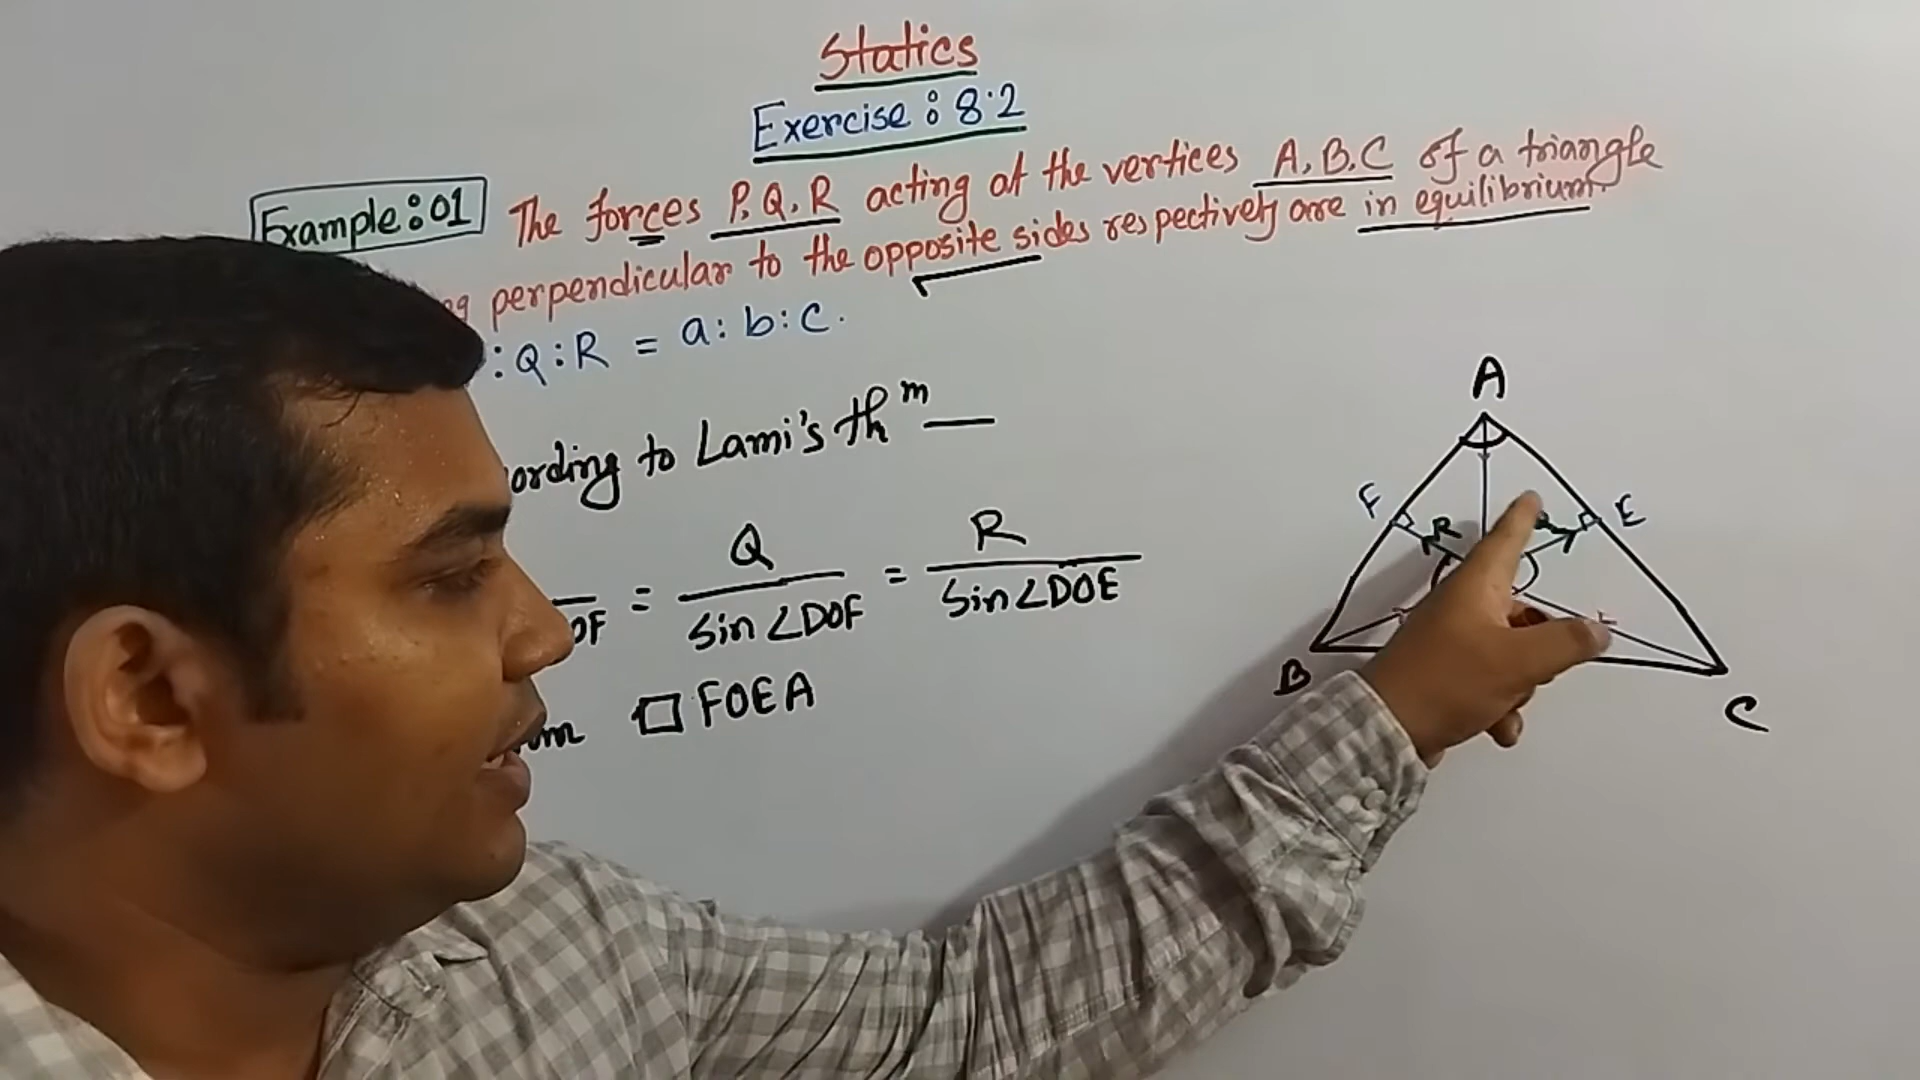 Statics
Exercise : 8.2
Example : 01 The forces P, Q, R acting at the vertices A, B, C of a triangle
perpendicular to the opposite sides respectively are in equilibrium.
: Q : R = a : b : c.
ording to Lami's thm —
OF = Q / Sin∠DOF = R / Sin∠DOE
□ FOEA
A
F
R
E
B
C